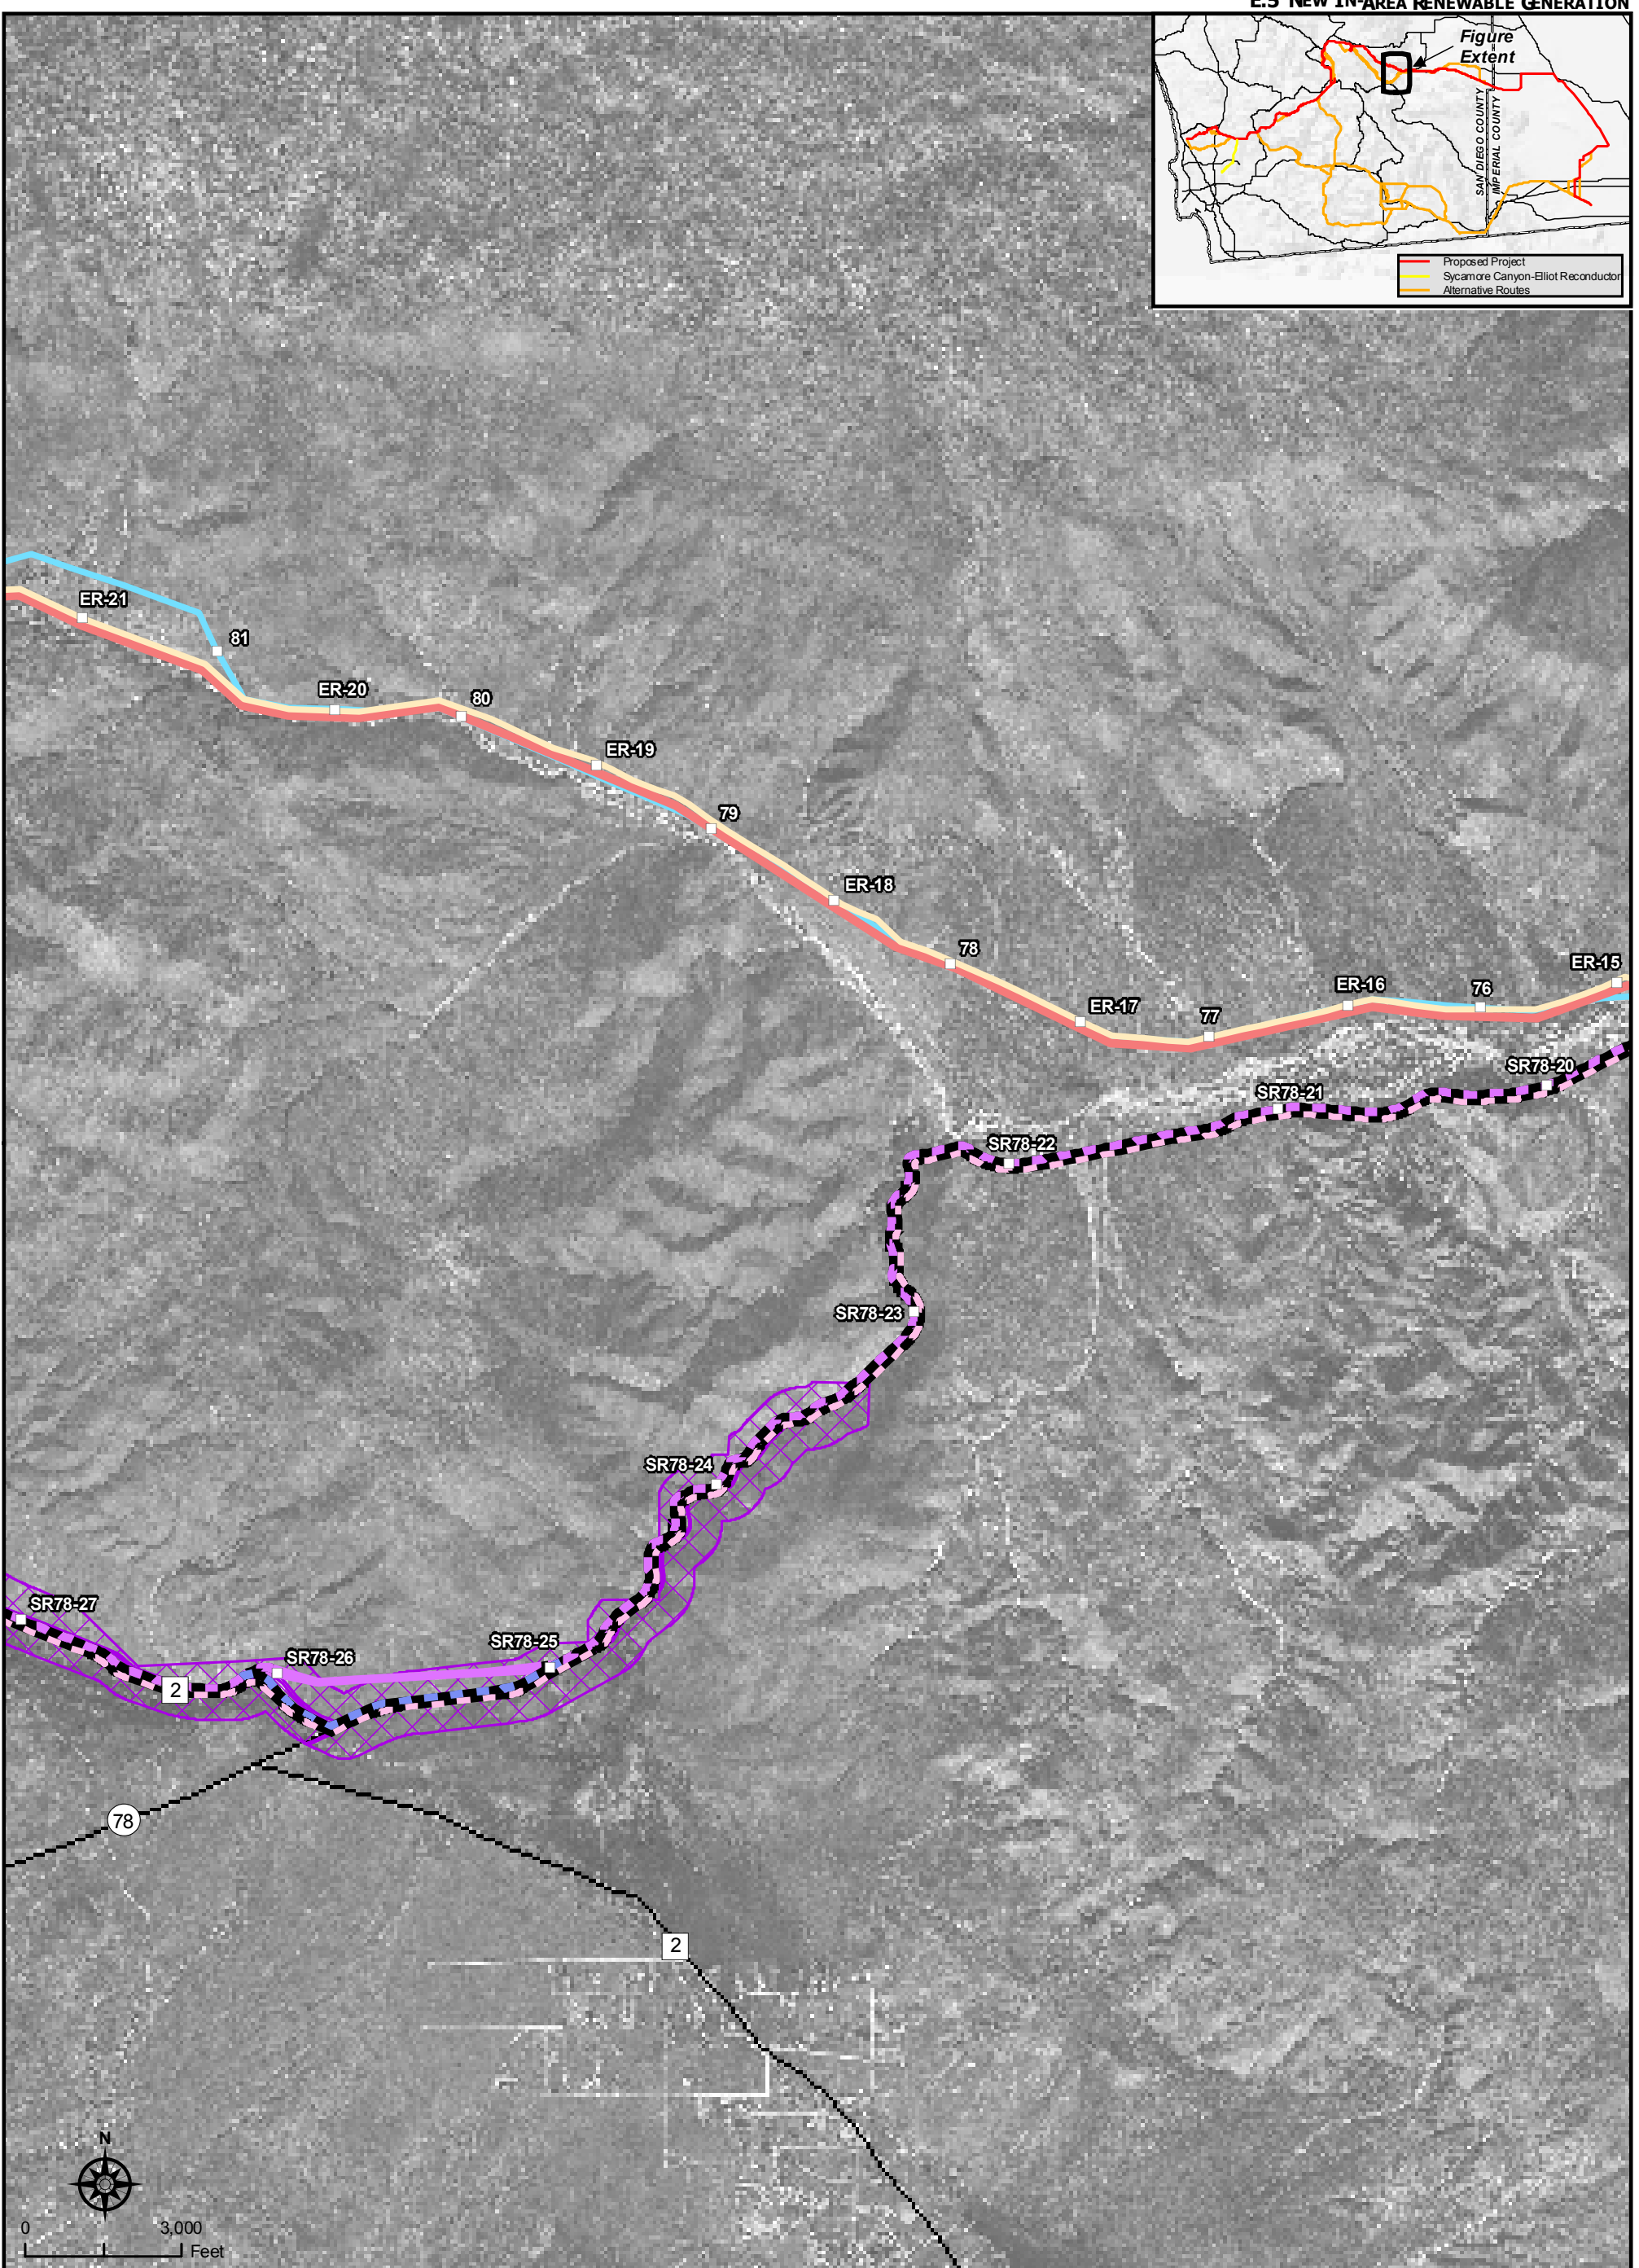 E.5 NEW IN-AREA RENEWABLE GENERATION
Figure
Extent
SAN DIEGO COUNTY
IMPERIAL COUNTY
Proposed Project
Sycamore Canyon-Elliot Reconductor
Alternative Routes
ER-21
81
ER-20
80
ER-19
79
ER-18
78
ER-17
77
ER-16
76
ER-15
SR78-20
SR78-21
SR78-22
SR78-23
SR78-24
SR78-25
SR78-26
SR78-27
2
78
2
N
0 3,000
Feet